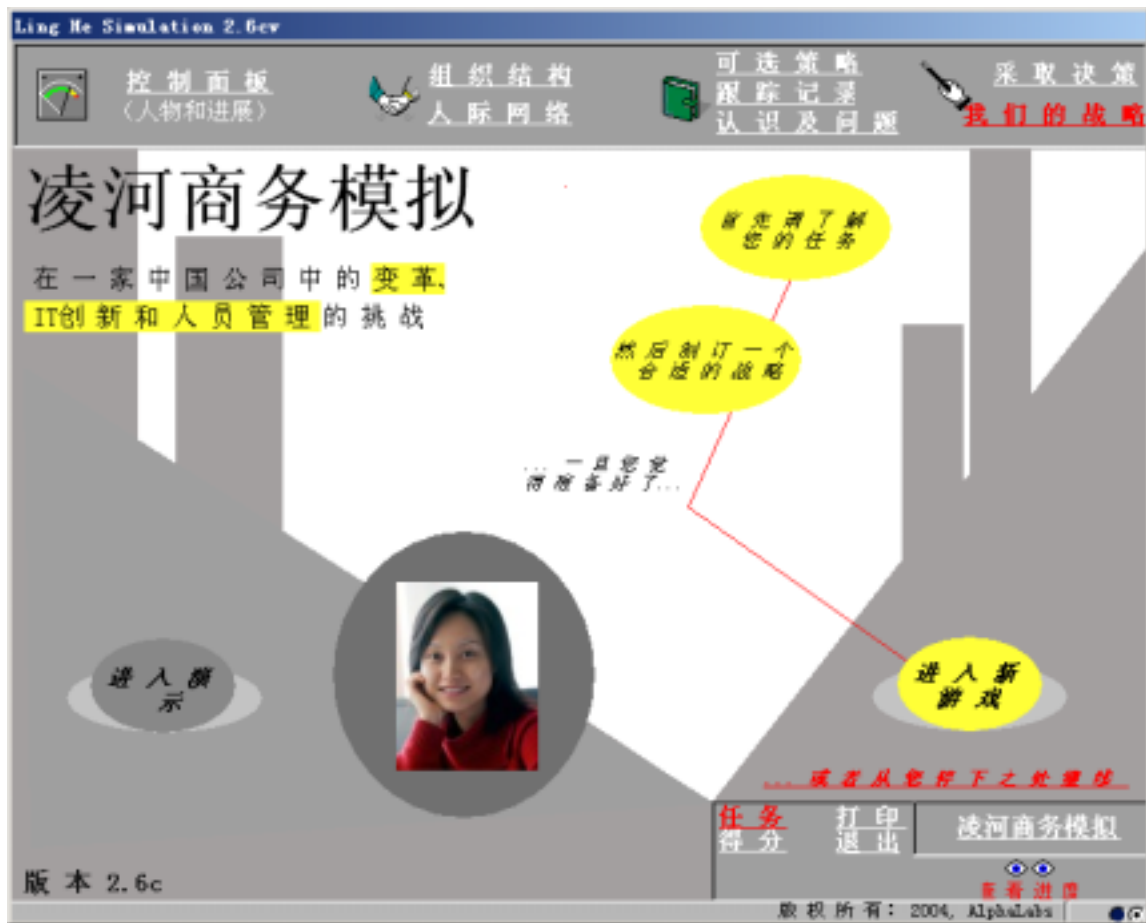 Ling He Simulation 2.6cv
控制面板
(人物和进展)
组织结构
人际网络
可选策略
跟踪记录
认识及问题
采取决策
我们的战略
凌河商务模拟
在一家中国公司中的变革,
IT创新和人员管理的挑战
首先请了解
您的任务
然后制订一个
合适的战略
...一旦您觉
得准备好了...
进入演
示
进入新
游戏
...或者从您停下之处继续
任务
得分
打印
退出
凌河商务模拟
查看进度
版本 2.6c
版权所有: 2004, AlphaLabs